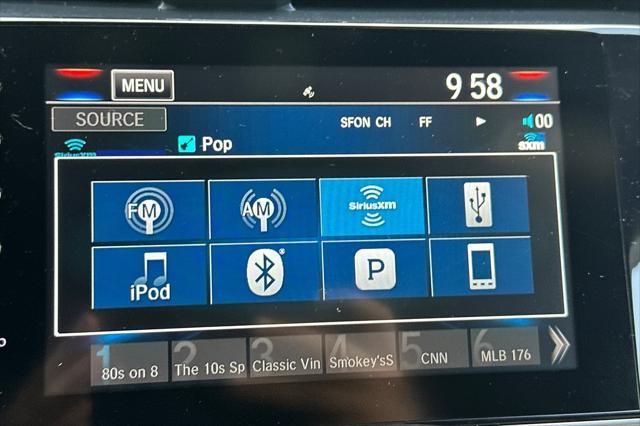 MENU
9 58
SOURCE
SFON CH FF
00
SiriusXM
Pop
sxm
FM
AM
SiriusXM
iPod
P
1 2 3 4 5 6
80s on 8
The 10s Sp
Classic Vin
Smokey'sS
CNN
MLB 176